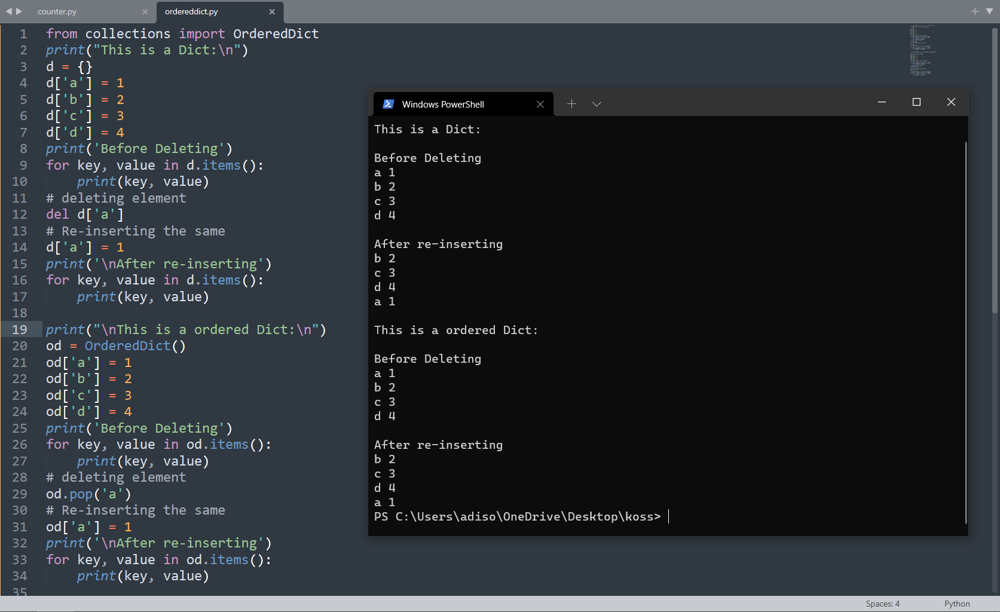 counter.py
ordereddict.py
1 from collections import OrderedDict
2 print("This is a Dict:\n")
3 d = {}
4 d['a'] = 1
5 d['b'] = 2
6 d['c'] = 3
7 d['d'] = 4
8 print('Before Deleting')
9 for key, value in d.items():
10     print(key, value)
11 # deleting element
12 del d['a']
13 # Re-inserting the same
14 d['a'] = 1
15 print('\nAfter re-inserting')
16 for key, value in d.items():
17     print(key, value)
18
19 print("\nThis is a ordered Dict:\n")
20 od = OrderedDict()
21 od['a'] = 1
22 od['b'] = 2
23 od['c'] = 3
24 od['d'] = 4
25 print('Before Deleting')
26 for key, value in od.items():
27     print(key, value)
28 # deleting element
29 od.pop('a')
30 # Re-inserting the same
31 od['a'] = 1
32 print('\nAfter re-inserting')
33 for key, value in od.items():
34     print(key, value)
35
Windows PowerShell
This is a Dict:
Before Deleting
a 1
b 2
c 3
d 4
After re-inserting
b 2
c 3
d 4
a 1
This is a ordered Dict:
Before Deleting
a 1
b 2
c 3
d 4
After re-inserting
b 2
c 3
d 4
a 1
PS C:\Users\adiso\OneDrive\Desktop\koss>
Spaces: 4
Python